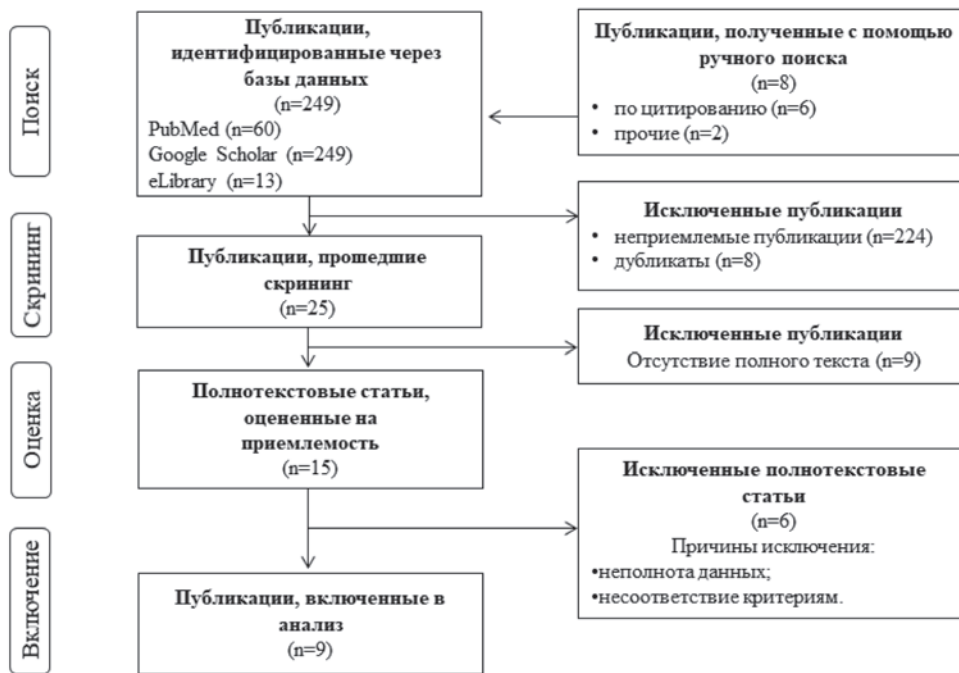 Поиск
Публикации,
идентифицированные через
базы данных
(n=249)
PubMed (n=60)
Google Scholar (n=249)
eLibrary (n=13)
Публикации, полученные с помощью
ручного поиска
(n=8)
• по цитированию (n=6)
• прочие (n=2)
Скрининг
Исключенные публикации
• неприемлемые публикации (n=224)
• дубликаты (n=8)
Публикации, прошедшие
скрининг
(n=25)
Исключенные публикации
Отсутствие полного текста (n=9)
Оценка
Полнотекстовые статьи,
оцененные на
приемлемость
(n=15)
Исключенные полнотекстовые
статьи
(n=6)
Причины исключения:
•неполнота данных;
•несоответствие критериям.
Включение
Публикации, включенные в
анализ
(n=9)